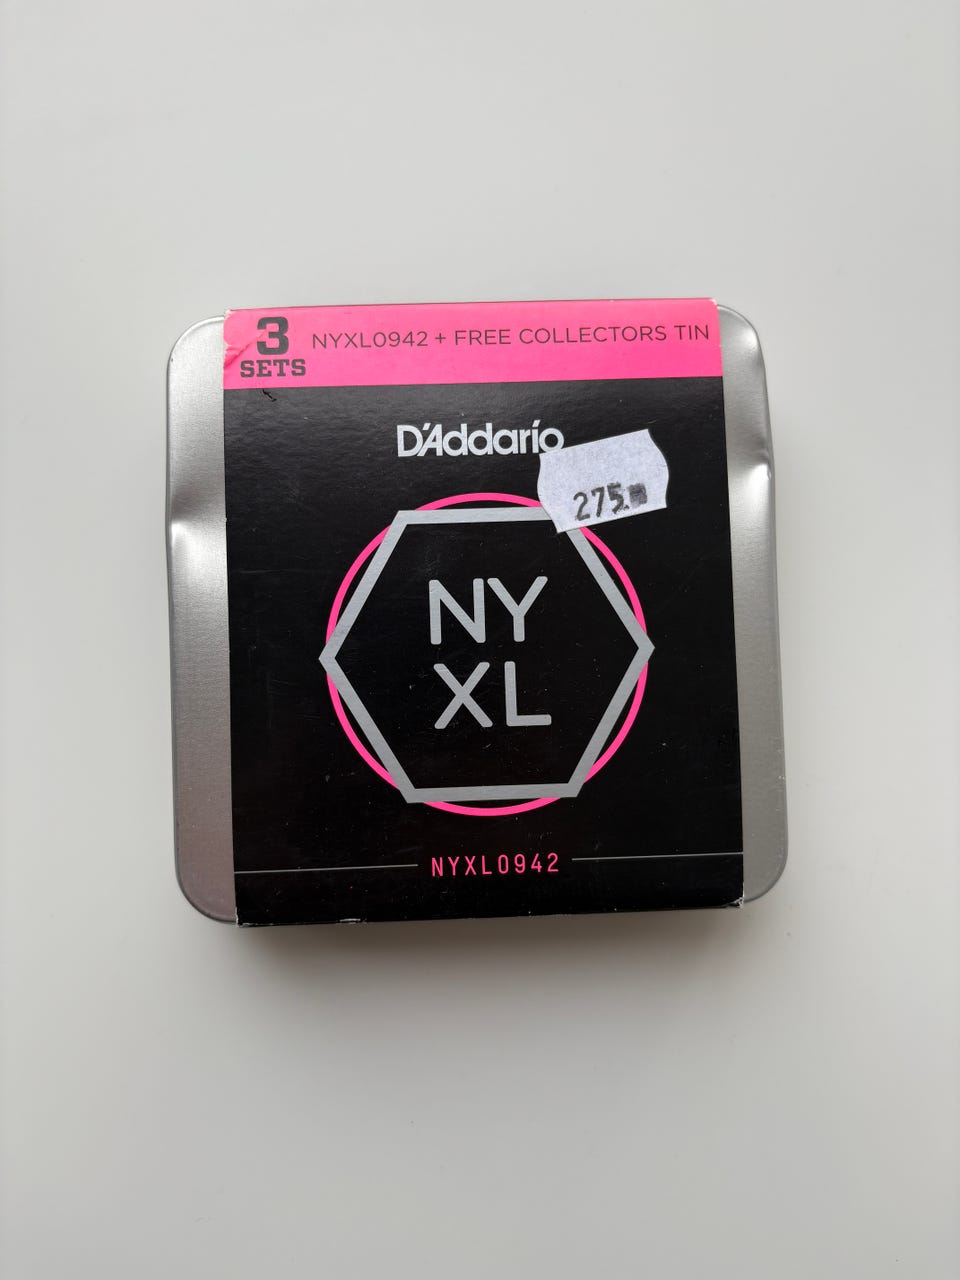 3
SETS
NYXL0942 + FREE COLLECTORS TIN
D'Addario
275.
NY
XL
NYXL0942